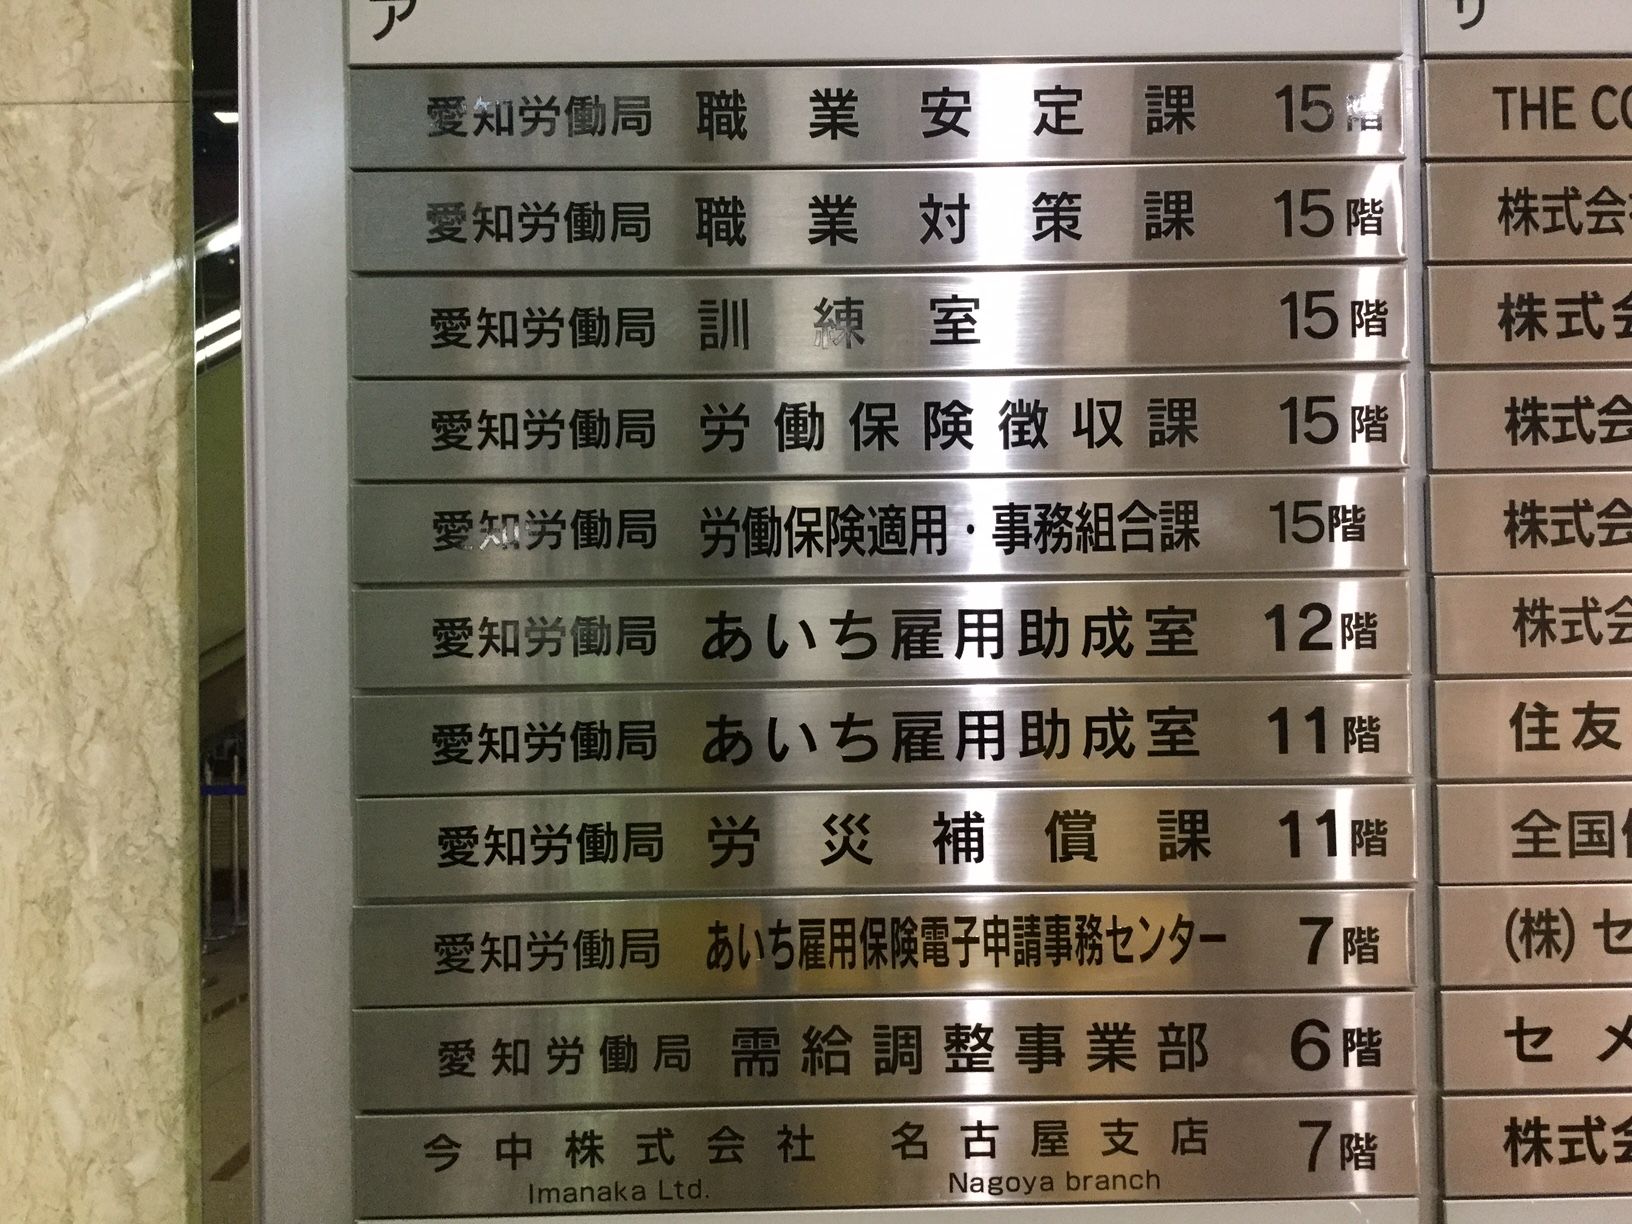 ア
愛知労働局 職業安定課 15階
愛知労働局 職業対策課 15階
愛知労働局 訓練室 15階
愛知労働局 労働保険徴収課 15階
愛知労働局 労働保険適用・事務組合課 15階
愛知労働局 あいち雇用助成室 12階
愛知労働局 あいち雇用助成室 11階
愛知労働局 労災補償課 11階
愛知労働局 あいち雇用保険電子申請事務センター 7階
愛知労働局 需給調整事業部 6階
今中株式会社 名古屋支店 7階
Imanaka Ltd. Nagoya branch
サ
THE CO
株式会
株式会
株式会
株式会
株式会
住友
全国
(株)セ
セメ
株式会